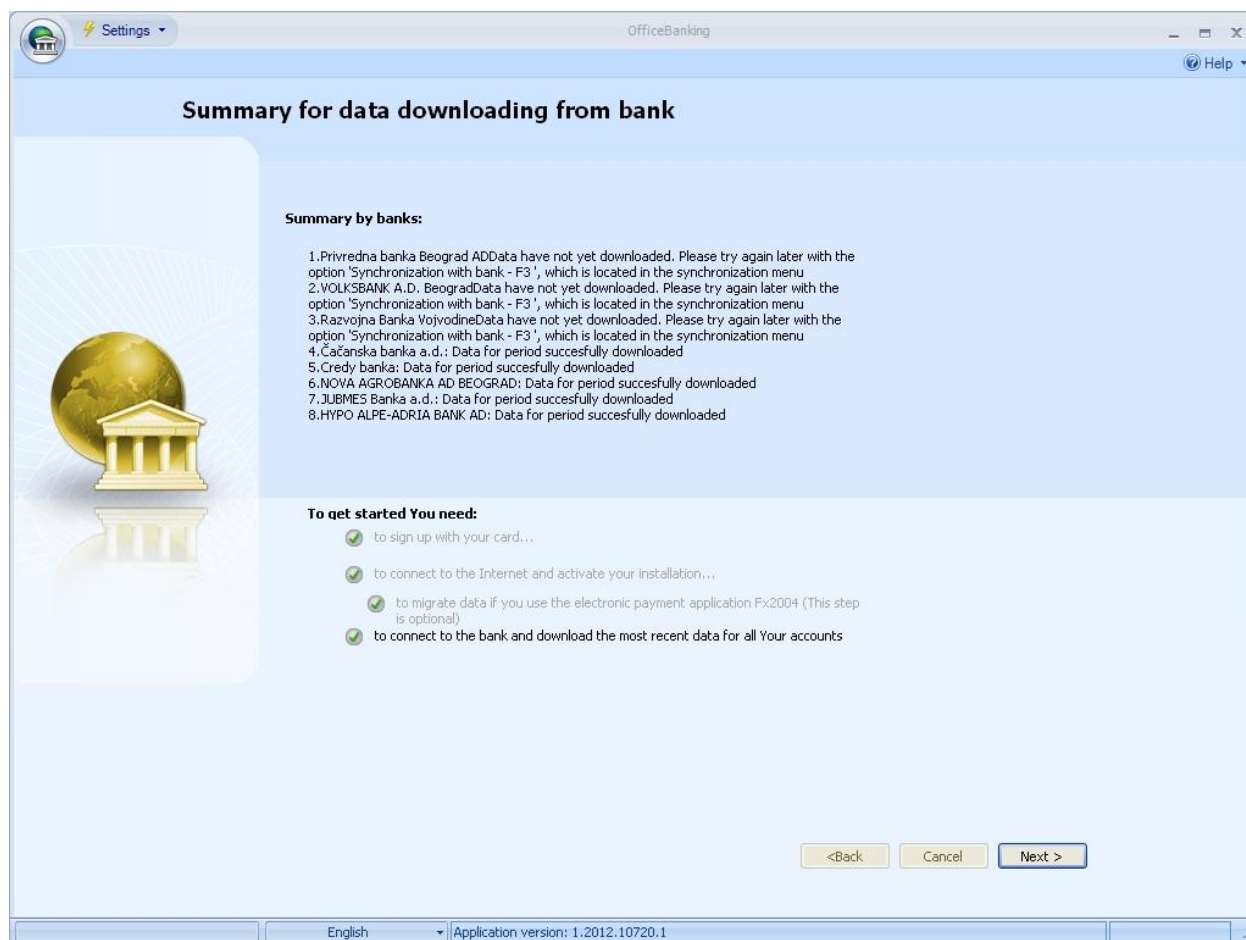 Settings
OfficeBanking
Help
Summary for data downloading from bank
Summary by banks:
1.Privredna banka Beograd ADData have not yet downloaded. Please try again later with the
option 'Synchronization with bank - F3 ', which is located in the synchronization menu
2.VOLKSBANK A.D. BeogradData have not yet downloaded. Please try again later with the
option 'Synchronization with bank - F3 ', which is located in the synchronization menu
3.Razvojna Banka VojvodineData have not yet downloaded. Please try again later with the
option 'Synchronization with bank - F3 ', which is located in the synchronization menu
4.Čačanska banka a.d.: Data for period succesfully downloaded
5.Credy banka: Data for period succesfully downloaded
6.NOVA AGROBANKA AD BEOGRAD: Data for period succesfully downloaded
7.JUBMES Banka a.d.: Data for period succesfully downloaded
8.HYPO ALPE-ADRIA BANK AD: Data for period succesfully downloaded
To get started You need:
to sign up with your card...
to connect to the Internet and activate your installation...
to migrate data if you use the electronic payment application Fx2004 (This step
is optional)
to connect to the bank and download the most recent data for all Your accounts
<Back Cancel Next >
English Application version: 1.2012.10720.1